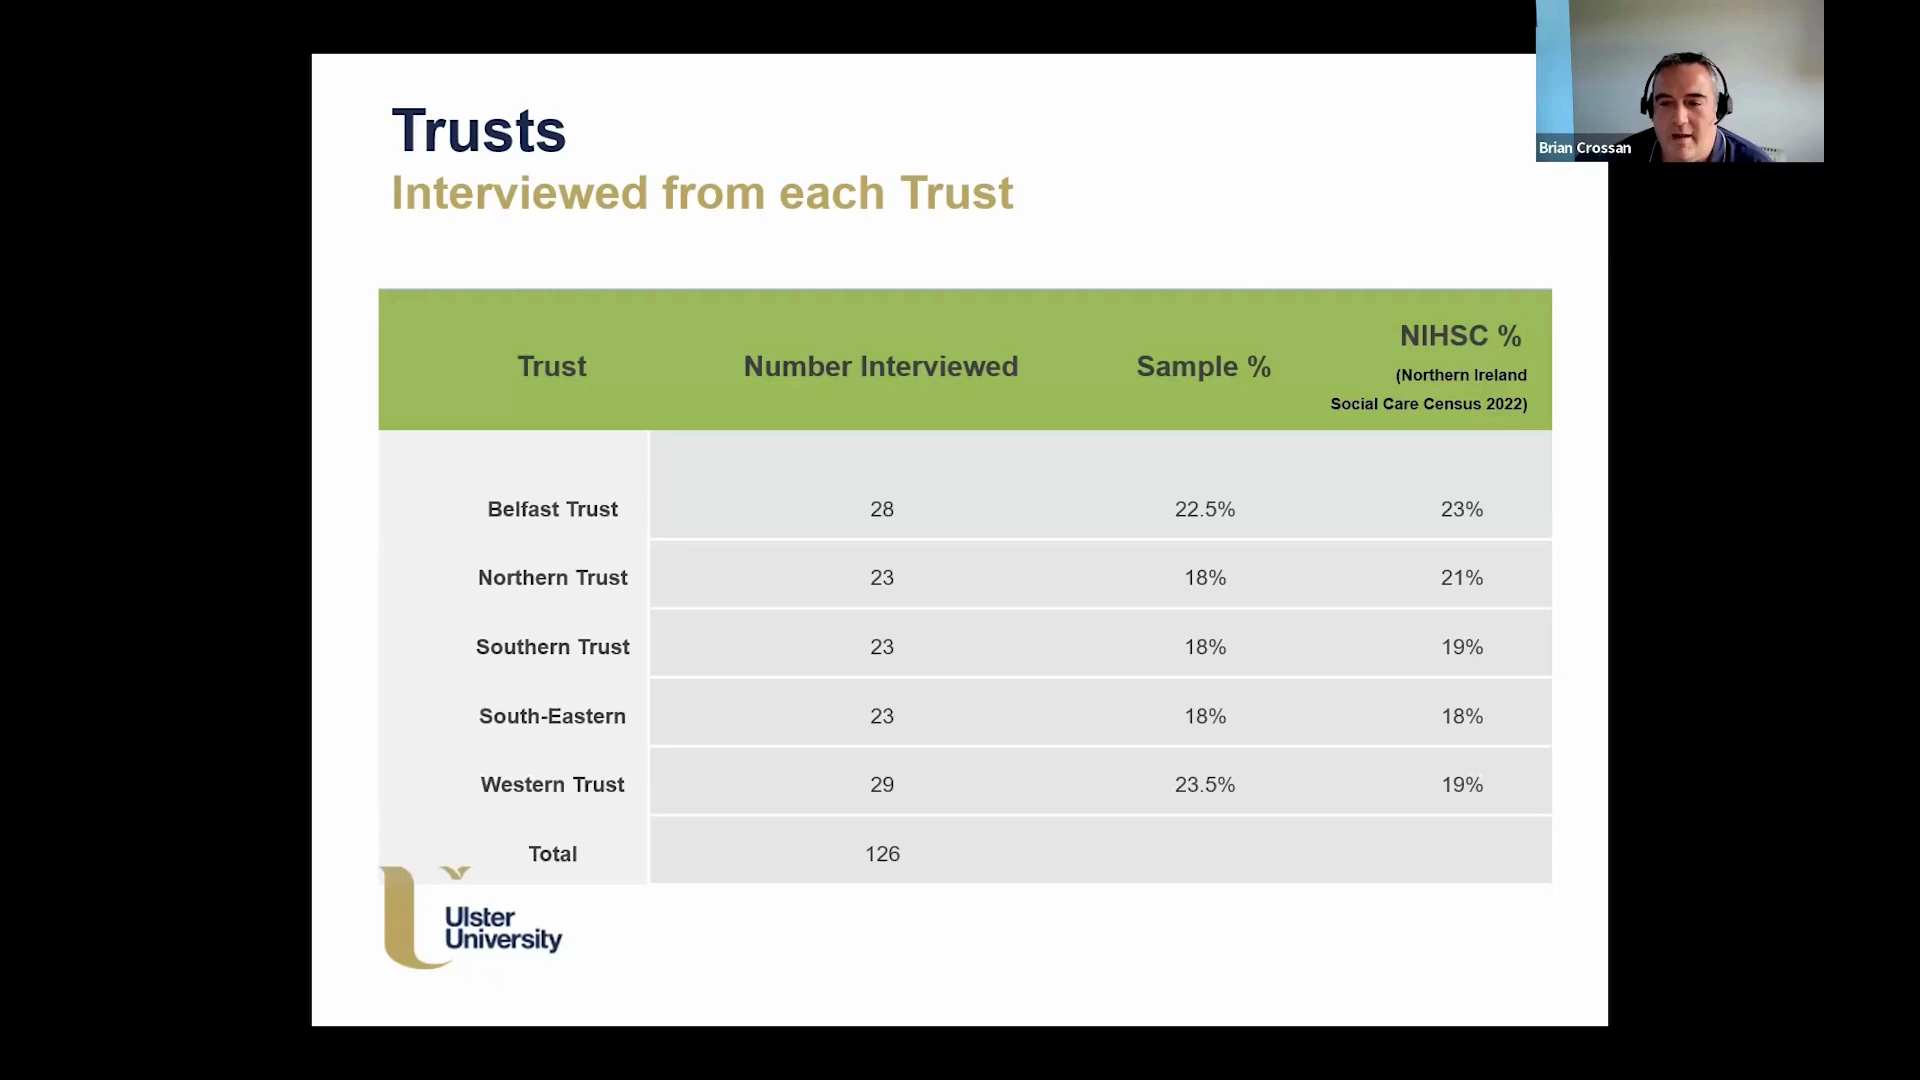 Trusts
Interviewed from each Trust
Brian Crossan
Trust Number Interviewed Sample % NIHSC %
(Northern Ireland
Social Care Census 2022)
Belfast Trust 28 22.5% 23%
Northern Trust 23 18% 21%
Southern Trust 23 18% 19%
South-Eastern 23 18% 18%
Western Trust 29 23.5% 19%
Total 126
Ulster
University